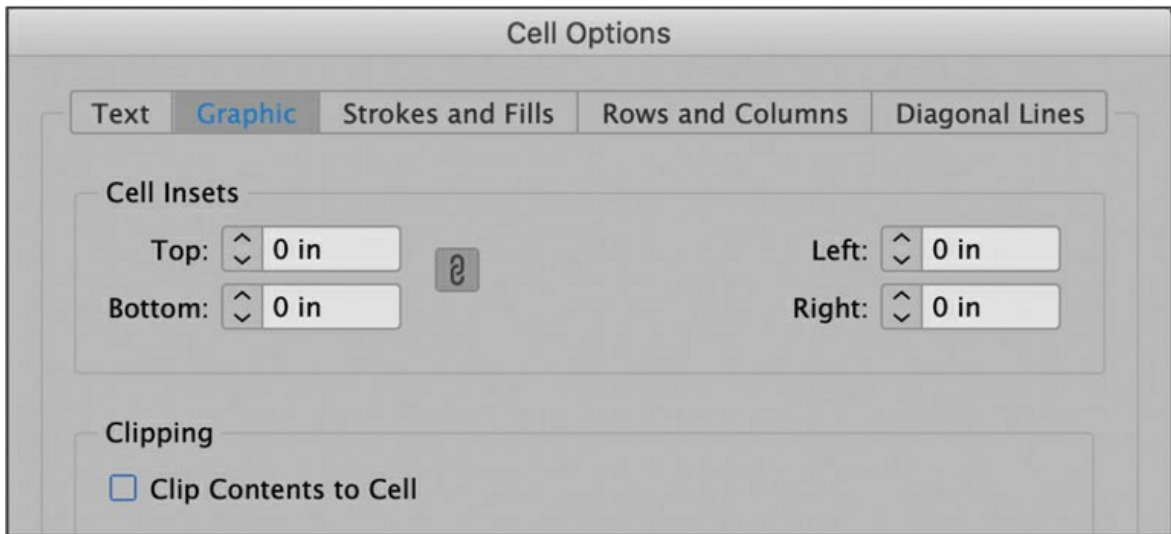 Cell Options
Text Graphic Strokes and Fills Rows and Columns Diagonal Lines
Cell Insets
Top: 0 in Left: 0 in
Bottom: 0 in Right: 0 in
Clipping
Clip Contents to Cell